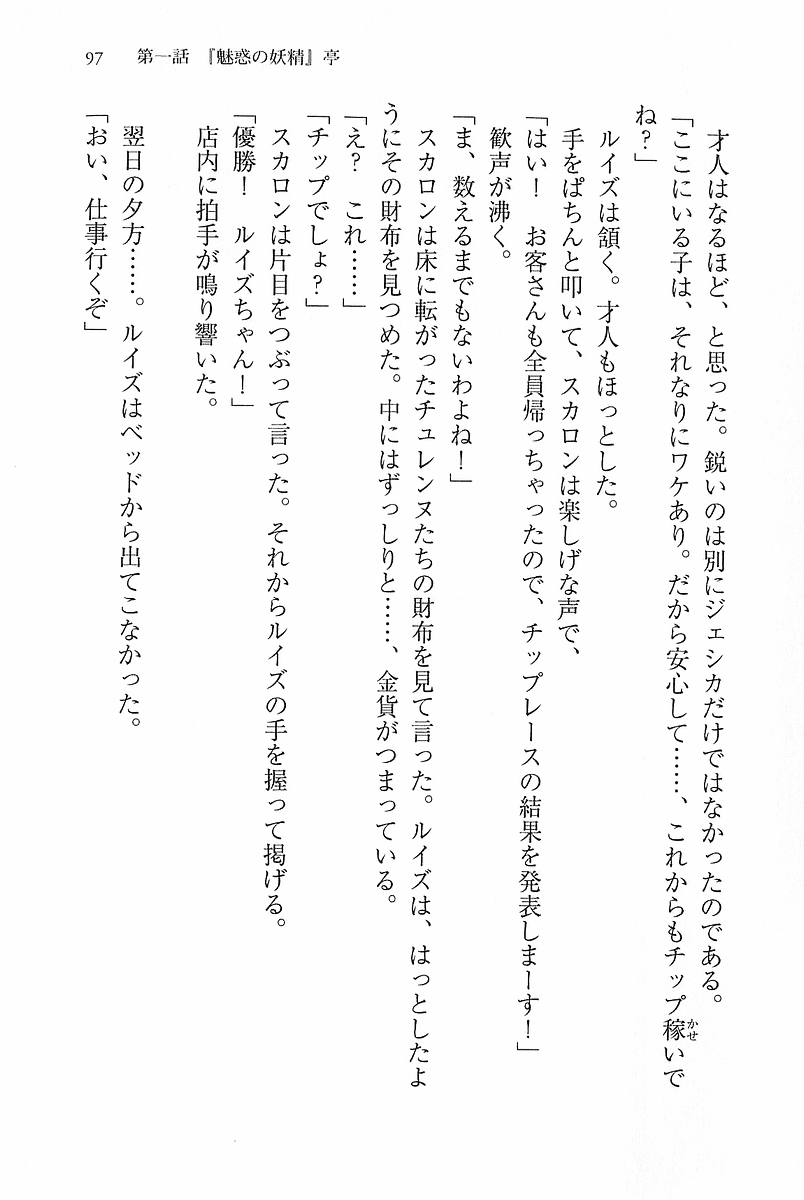 97　第一話　『魅惑の妖精』亭
　才人はなるほど、と思った。鋭いのは別にジェシカだけではなかったのである。
「ここにいる子は、それなりにワケあり。だから安心して……、これからもチップ稼いで
ね？」
　ルイズは頷く。才人もほっとした。
　手をぱちんと叩いて、スカロンは楽しげな声で、
「はい！　お客さんも全員帰っちゃったので、チップレースの結果を発表しまーす！」
　歓声が沸く。
「ま、数えるまでもないわよね！」
　スカロンは床に転がったチュレンヌたちの財布を見て言った。ルイズは、はっとしたよ
うにその財布を見つめた。中にはずっしりと……、金貨がつまっている。
「え？　これ……」
「チップでしょ？」
　スカロンは片目をつぶって言った。それからルイズの手を握って掲げる。
「優勝！　ルイズちゃん！」
　店内に拍手が鳴り響いた。
　翌日の夕方……。ルイズはベッドから出てこなかった。
「おい、仕事行くぞ」
かせ